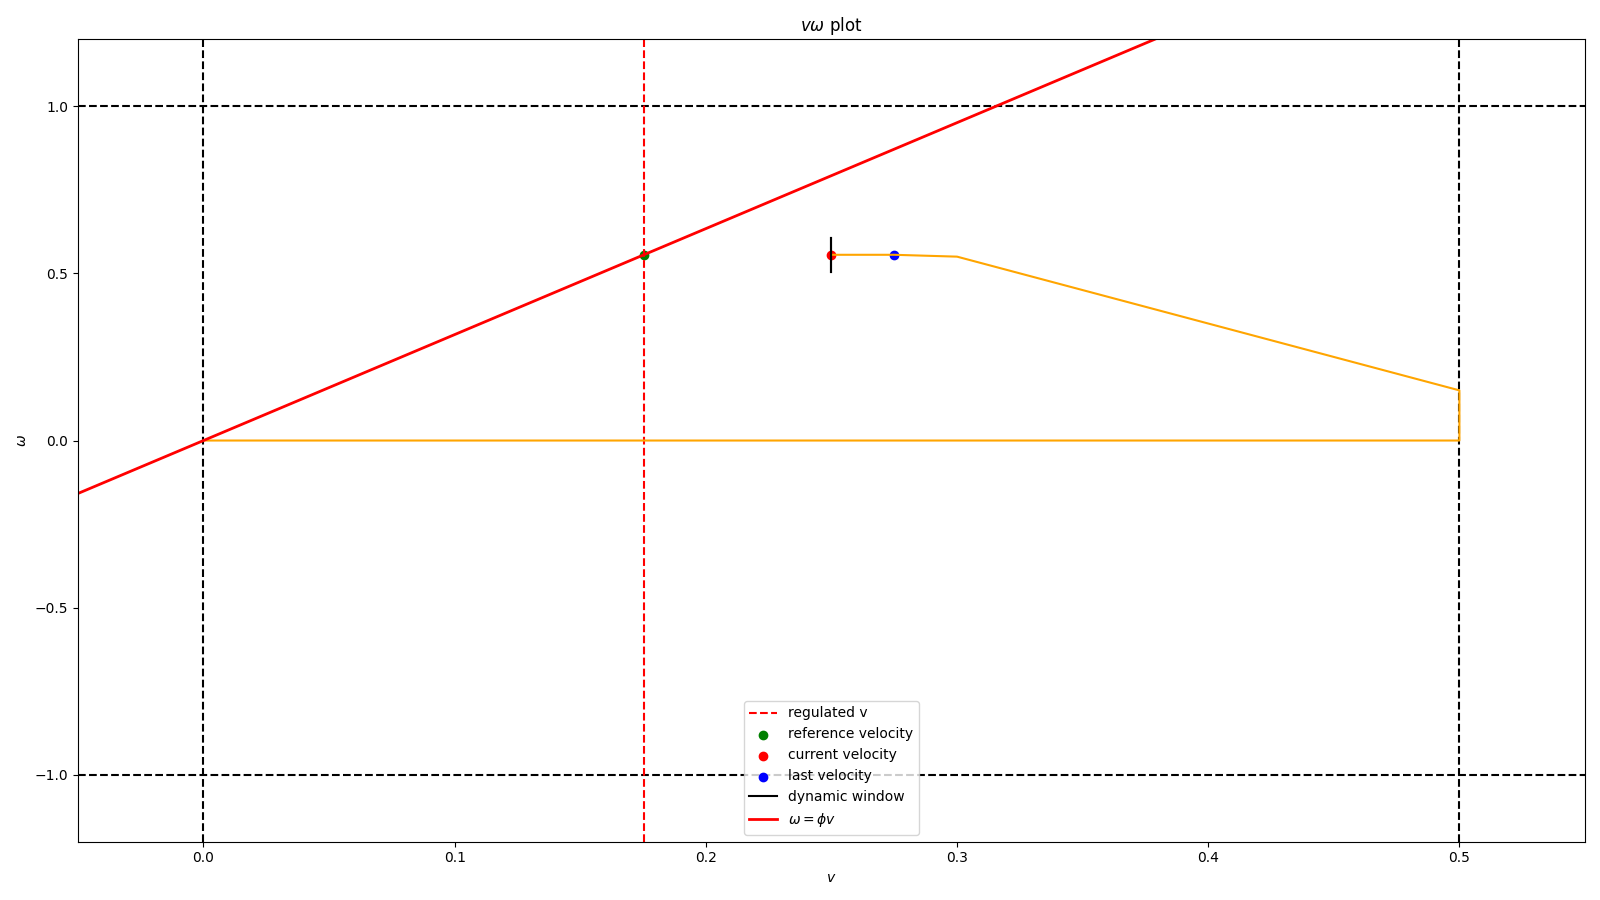 vω plot
1.0
0.5
0.0
−0.5
−1.0
ω
regulated v
reference velocity
current velocity
last velocity
dynamic window
ω = ϕv
0.0 0.1 0.2 0.3 0.4 0.5
v